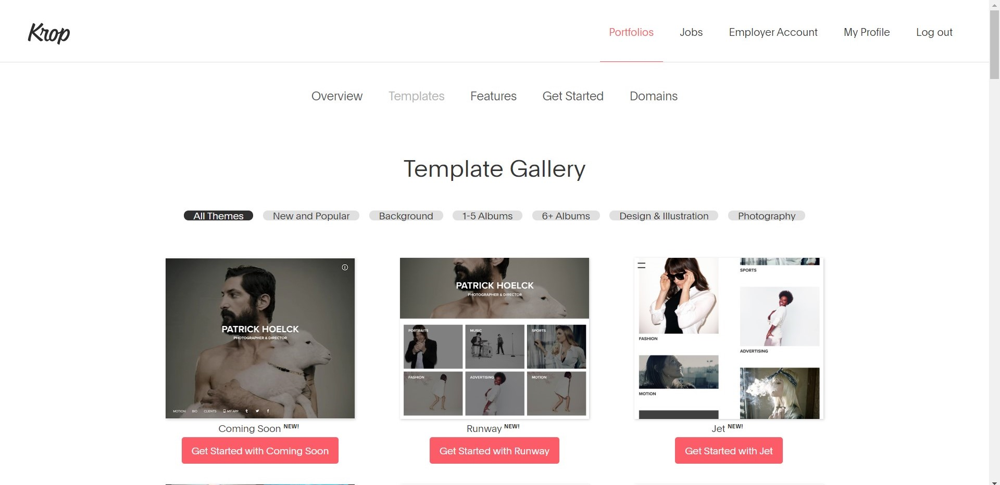 Krop
Portfolios Jobs Employer Account My Profile Log out
Overview Templates Features Get Started Domains
Template Gallery
All Themes New and Popular Background 1-5 Albums 6+ Albums Design & Illustration Photography
PATRICK HOELCK
PHOTOGRAPHER & DIRECTOR
MOTION BIO CLIENTS MY APP
Coming Soon NEW!
Get Started with Coming Soon
PATRICK HOELCK
PHOTOGRAPHER & DIRECTOR
PORTRAITS MUSIC SPORTS
FASHION ADVERTISING MOTION
Runway NEW!
Get Started with Runway
SPORTS
FASHION
ADVERTISING
MOTION
Jet NEW!
Get Started with Jet